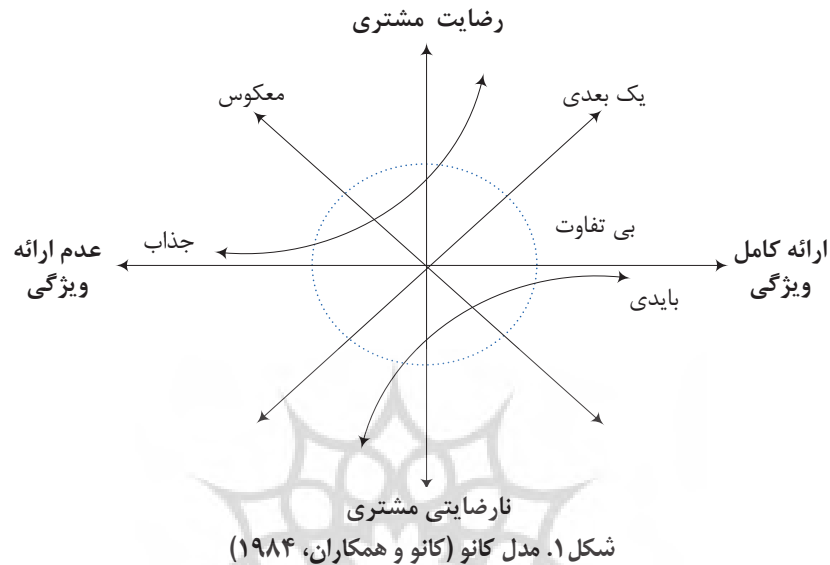 رضایت مشتری
یک بعدی
معکوس
بی تفاوت
جذاب
ارائه کامل
ویژگی
عدم ارائه
ویژگی
بایدی
نارضایتی مشتری
شکل ۱. مدل کانو (کانو و همکاران، ۱۹۸۴)